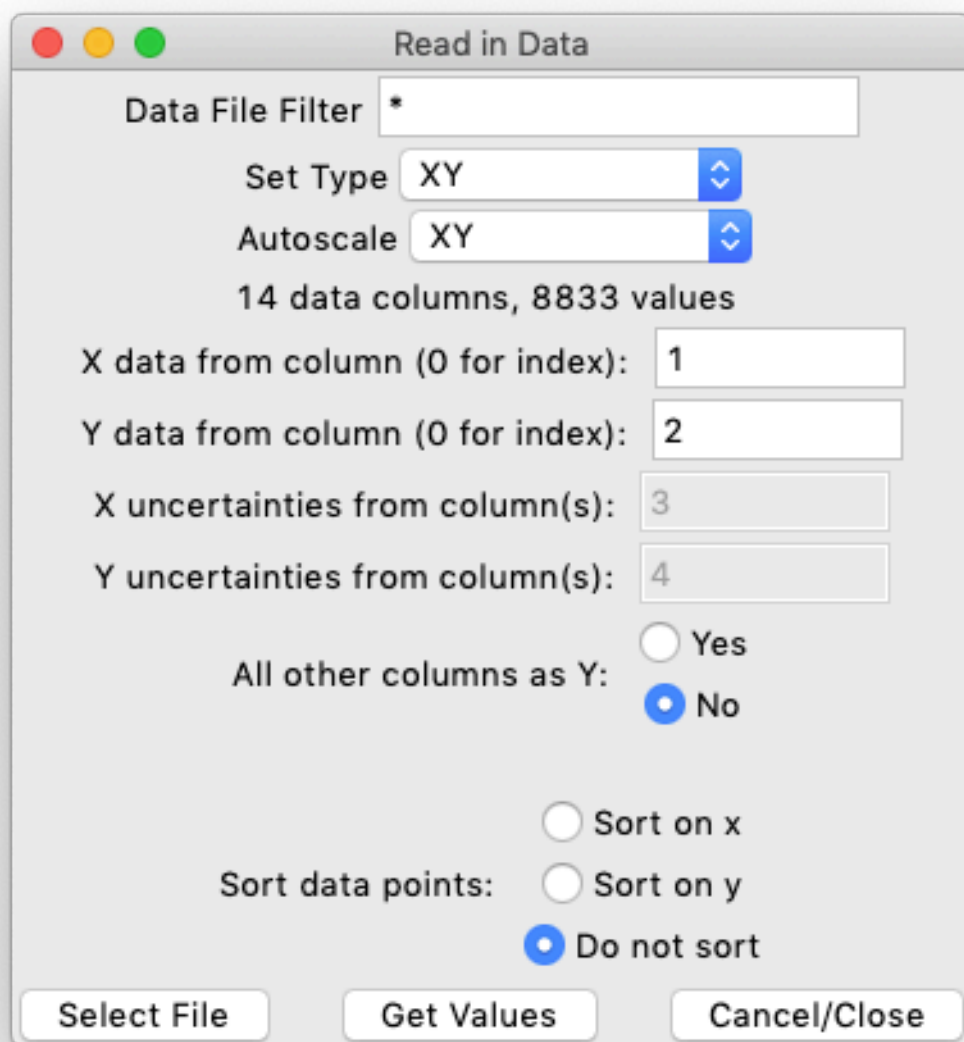 Read in Data
Data File Filter *
Set Type XY
Autoscale XY
14 data columns, 8833 values
X data from column (0 for index): 1
Y data from column (0 for index): 2
X uncertainties from column(s): 3
Y uncertainties from column(s): 4
Yes
All other columns as Y:
No
Sort on x
Sort data points: Sort on y
Do not sort
Select File Get Values Cancel/Close